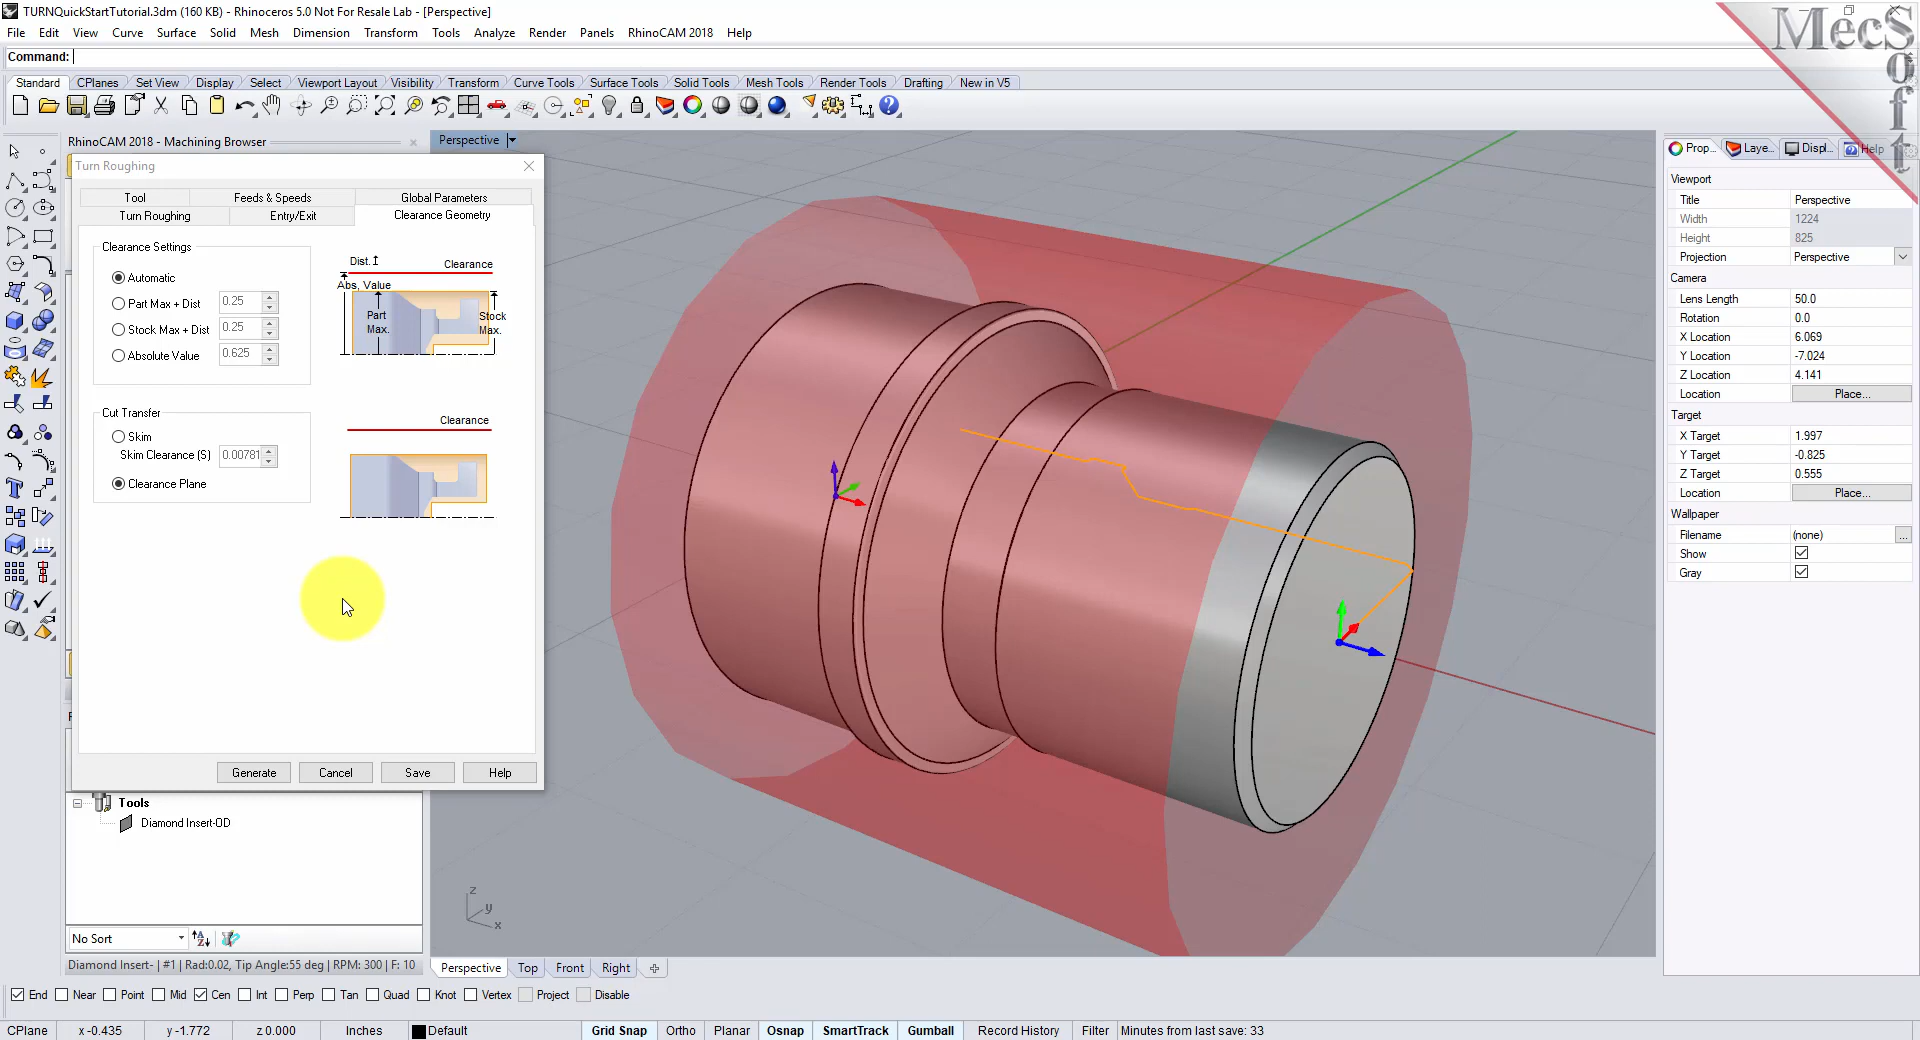 TURNQuickStartTutorial.3dm (160 KB) - Rhinoceros 5.0 Not For Resale Lab - [Perspective]
File Edit View Curve Surface Solid Mesh Dimension Transform Tools Analyze Render Panels RhinoCAM 2018 Help
Command:
Standard CPlanes Set View Display Select Viewport Layout Visibility Transform Curve Tools Surface Tools Solid Tools Mesh Tools Render Tools Drafting New in V5
MecSoft
RhinoCAM 2018 - Machining Browser
Perspective
Prop... Laye... Displ... Help
Turn Roughing
Tool Feeds & Speeds Global Parameters
Turn Roughing Entry/Exit Clearance Geometry
Clearance Settings
Automatic
Part Max + Dist 0.25
Stock Max + Dist 0.25
Absolute Value 0.625
Dist.
Clearance
Abs, Value
Part Max.
Stock Max.
Cut Transfer
Skim
Skim Clearance (S) 0.00781
Clearance Plane
Clearance
Generate Cancel Save Help
Tools
Diamond Insert-OD
No Sort
A Z
Diamond Insert- | #1 | Rad:0.02, Tip Angle:55 deg | RPM: 300 | F: 10
z
y
x
Perspective Top Front Right
Viewport
Title Perspective
Width 1224
Height 825
Projection Perspective
Camera
Lens Length 50.0
Rotation 0.0
X Location 6.069
Y Location -7.024
Z Location 4.141
Location Place...
Target
X Target 1.997
Y Target -0.825
Z Target 0.555
Location Place...
Wallpaper
Filename (none) ...
Show
Gray
End Near Point Mid Cen Int Perp Tan Quad Knot Vertex Project Disable
CPlane x -0.435 y -1.772 z 0.000 Inches Default Grid Snap Ortho Planar Osnap SmartTrack Gumball Record History Filter Minutes from last save: 33